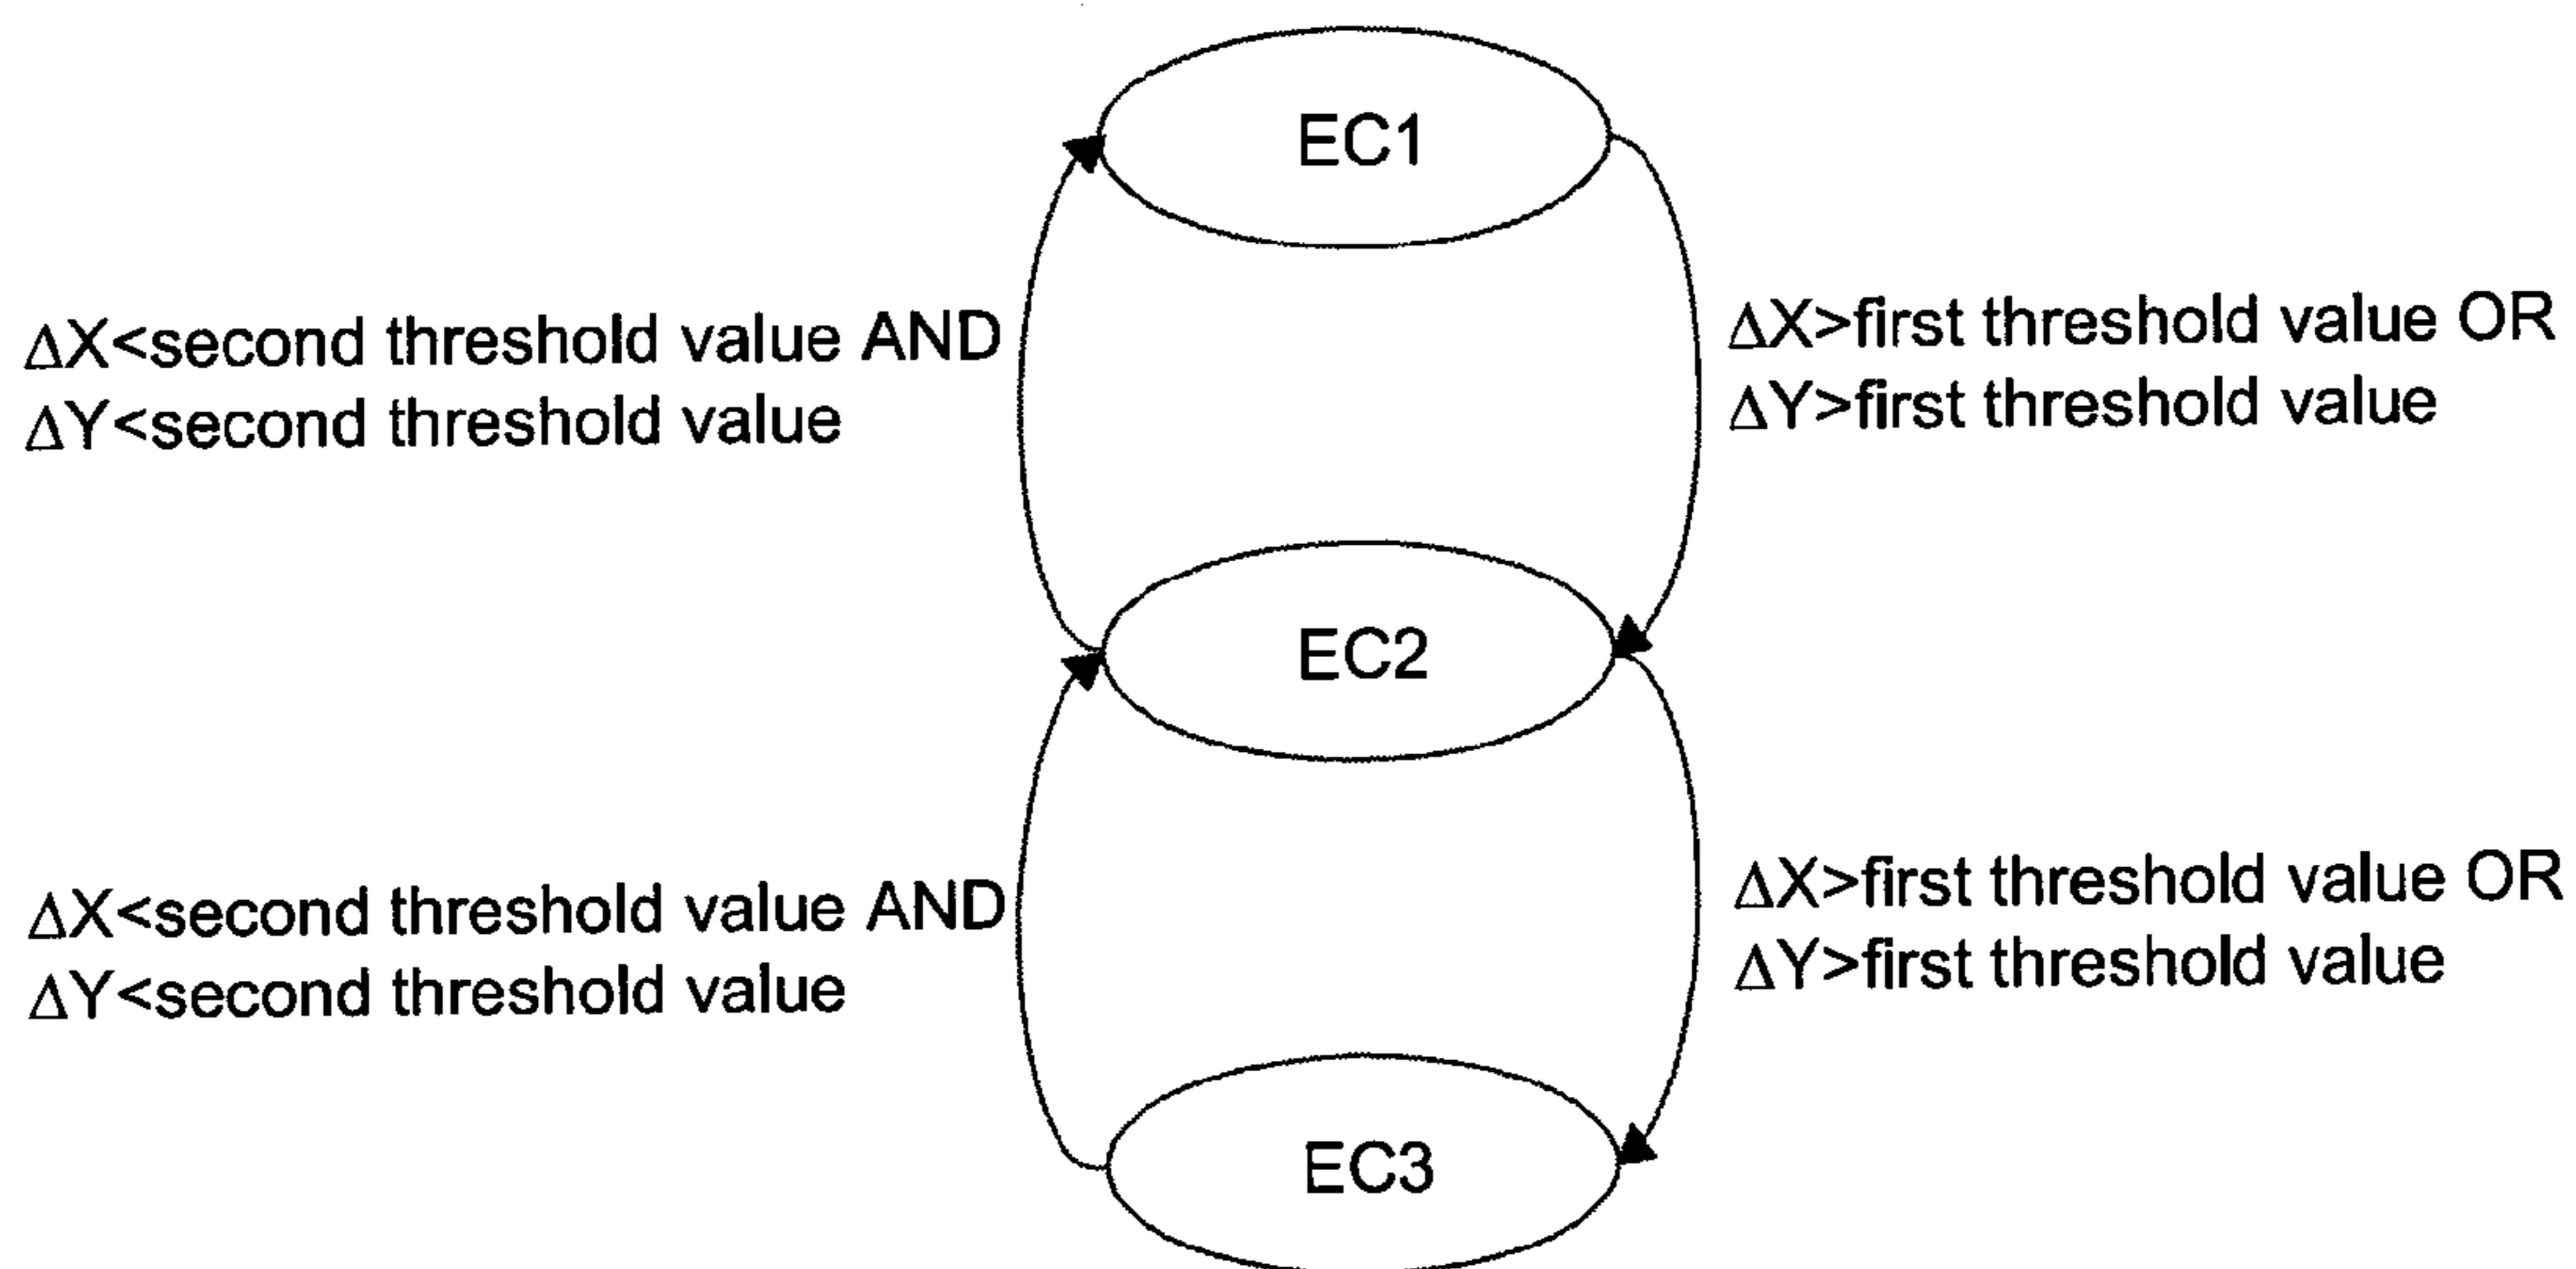 EC1
ΔX<second threshold value AND
ΔY<second threshold value
ΔX>first threshold value OR
ΔY>first threshold value
EC2
ΔX<second threshold value AND
ΔY<second threshold value
ΔX>first threshold value OR
ΔY>first threshold value
EC3